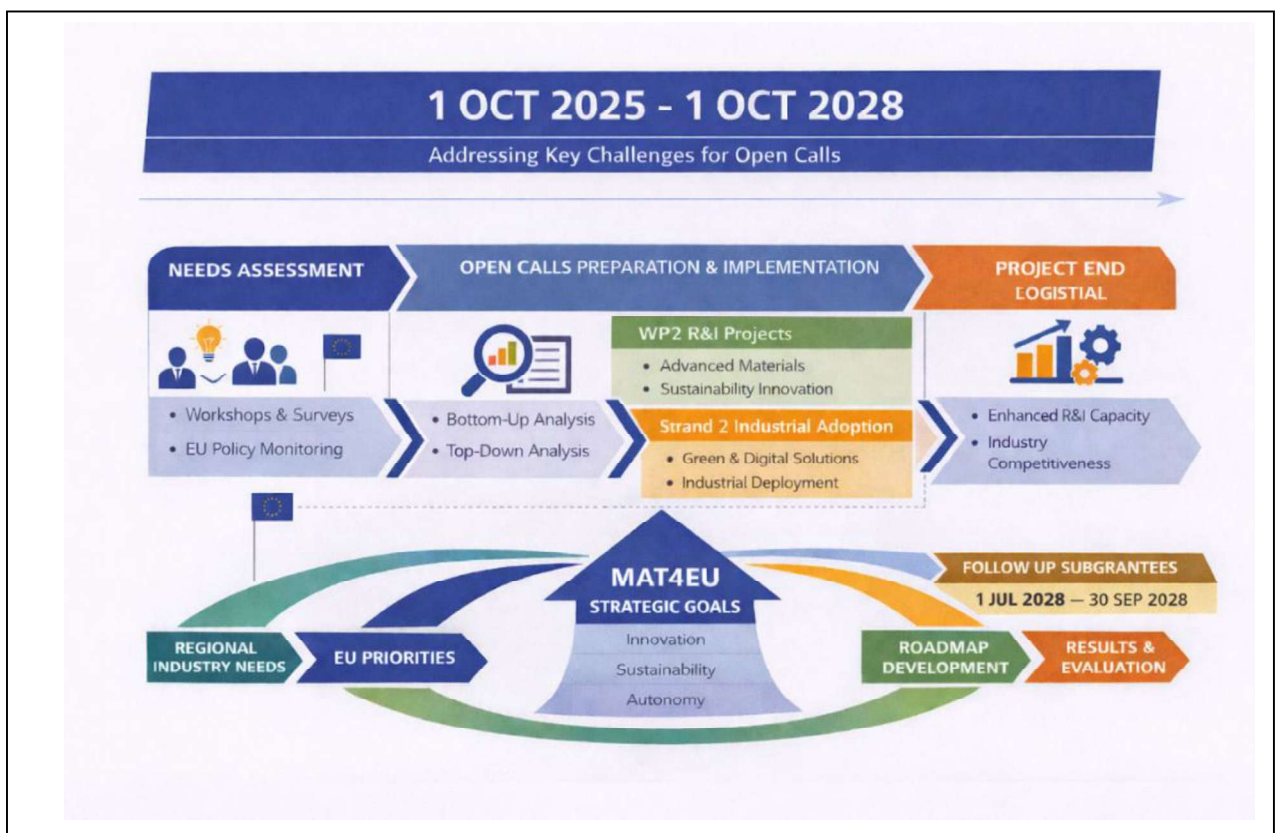 1 OCT 2025 - 1 OCT 2028
Addressing Key Challenges for Open Calls
NEEDS ASSESSMENT
OPEN CALLS PREPARATION & IMPLEMENTATION
PROJECT END
LOGISTIAL
WP2 R&I Projects
• Advanced Materials
• Sustainability Innovation
• Workshops & Surveys
• EU Policy Monitoring
• Bottom-Up Analysis
• Top-Down Analysis
Strand 2 Industrial Adoption
• Green & Digital Solutions
• Industrial Deployment
• Enhanced R&I Capacity
• Industry
Competitiveness
MAT4EU
STRATEGIC GOALS
Innovation
Sustainability
Autonomy
FOLLOW UP SUBGRANTEES
1 JUL 2028 — 30 SEP 2028
REGIONAL
INDUSTRY NEEDS
EU PRIORITIES
ROADMAP
DEVELOPMENT
RESULTS &
EVALUATION